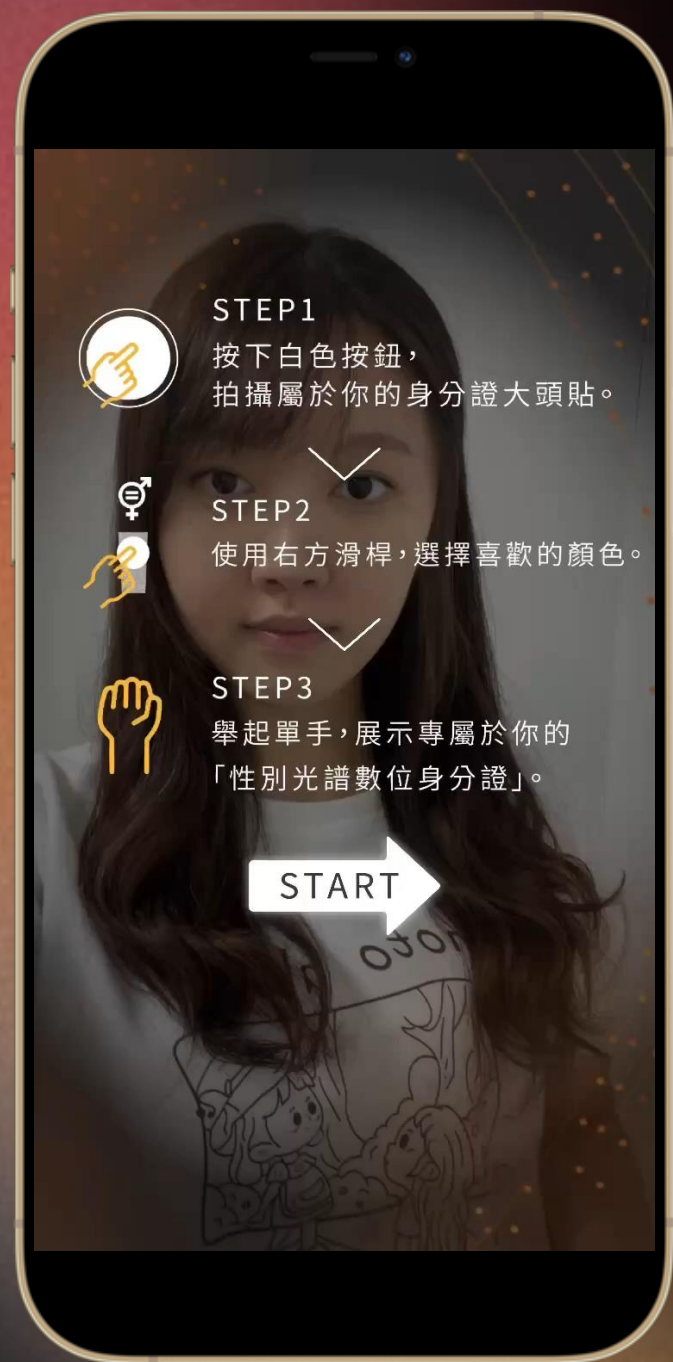 STEP1
按下白色按鈕，
拍攝屬於你的身分證大頭貼。
STEP2
使用右方滑桿，選擇喜歡的顏色。
STEP3
舉起單手，展示專屬於你的
「性別光譜數位身分證」。
START